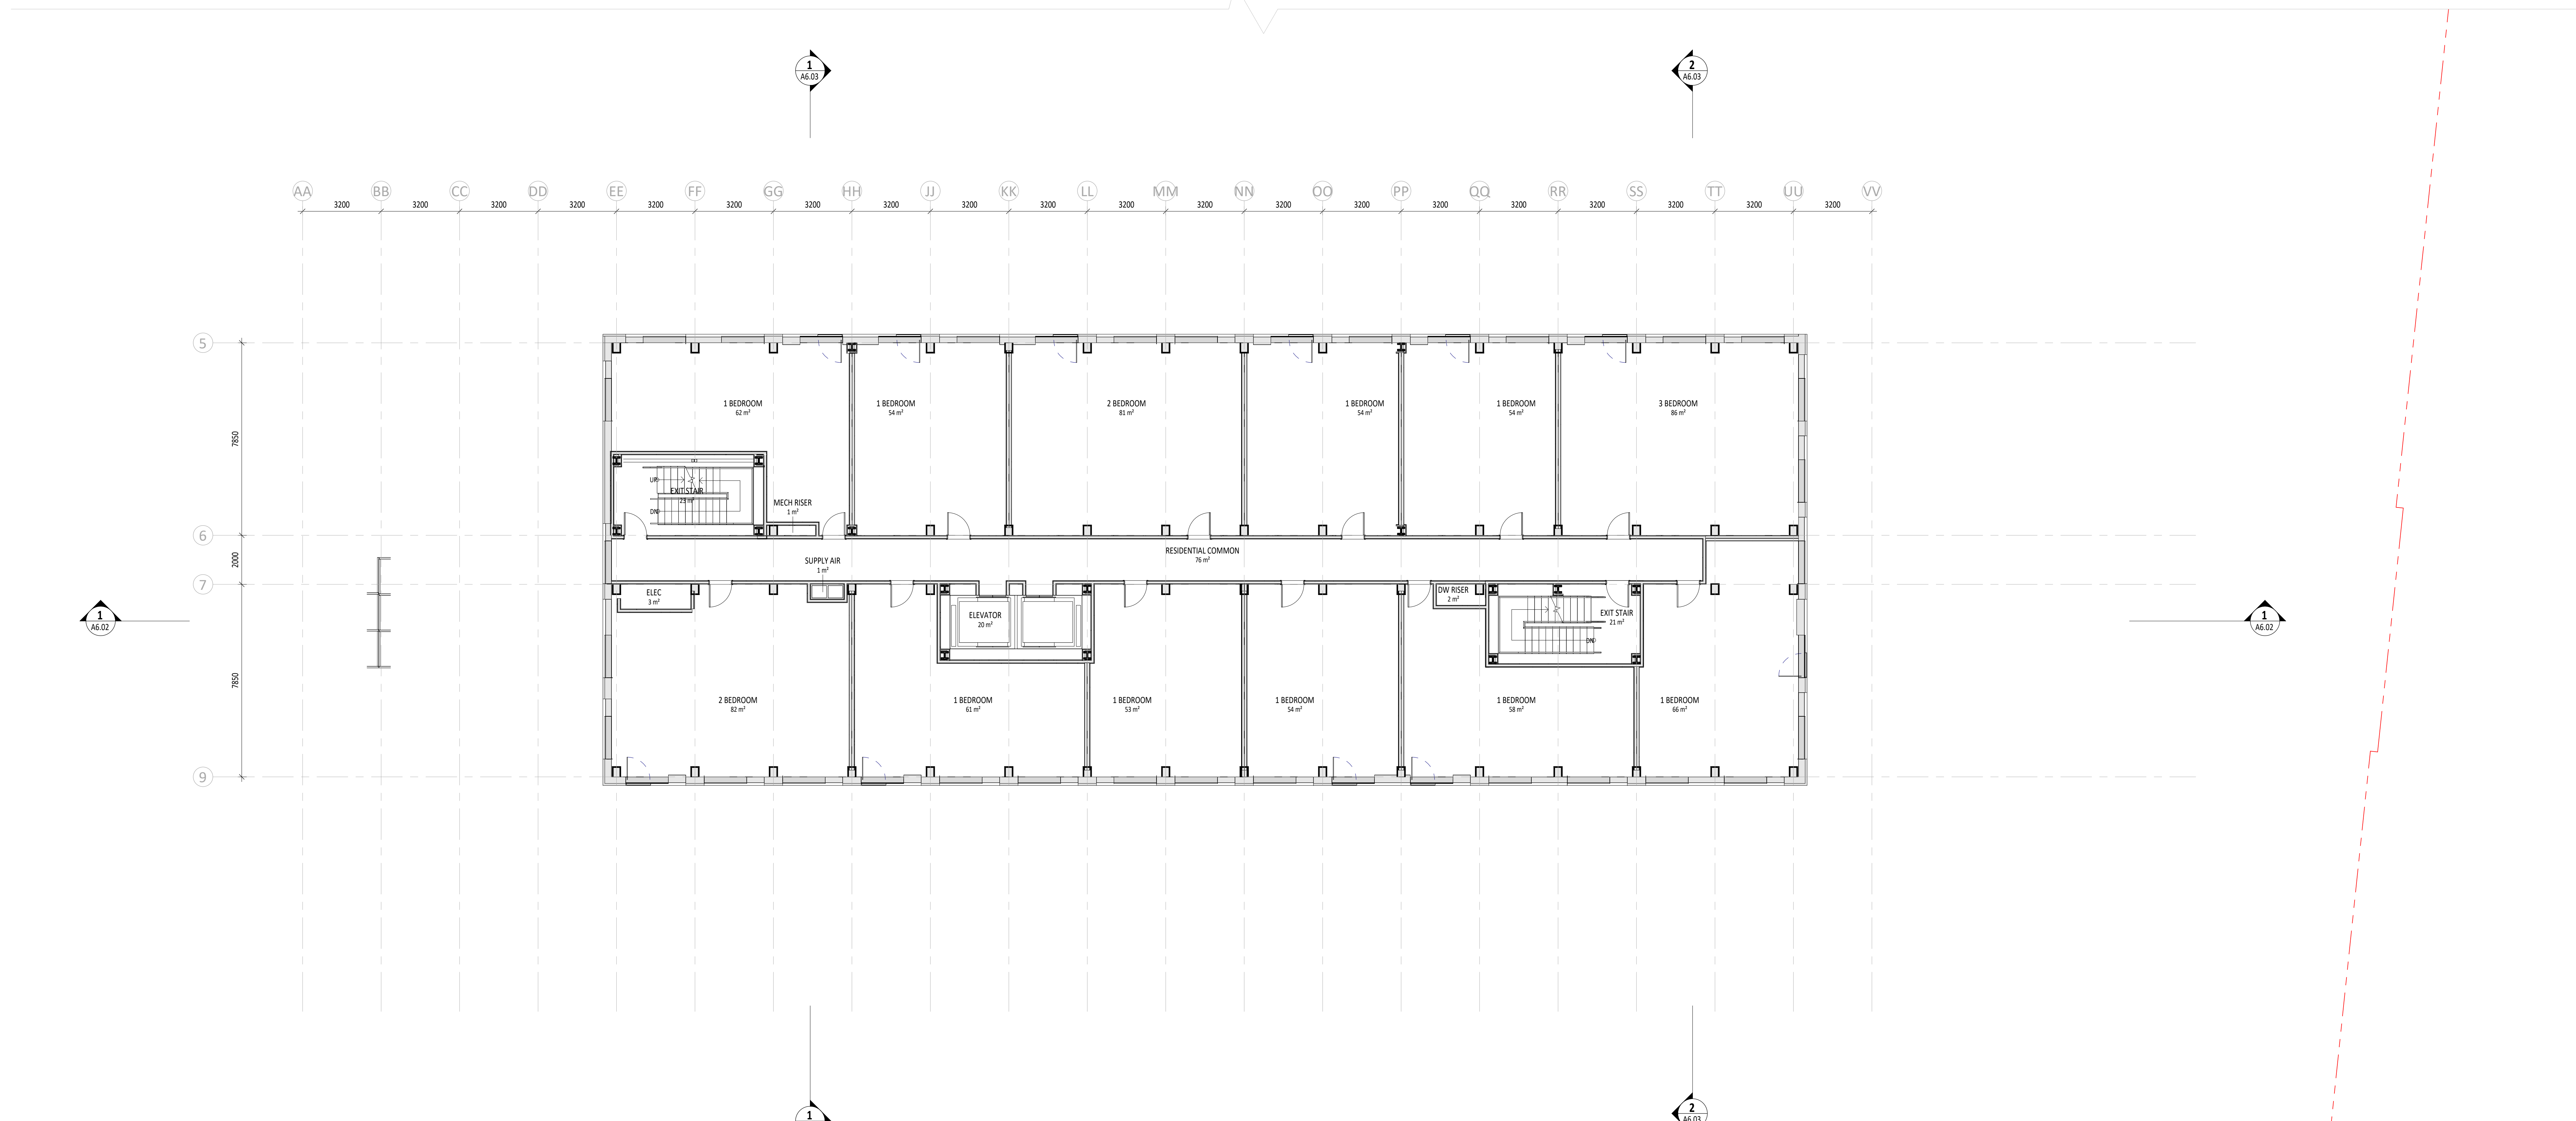 1
A6.03
2
A6.03
AA BB CC DD EE FF GG HH JJ KK LL MM NN OO PP QQ RR SS TT UU VV
3200 3200 3200 3200 3200 3200 3200 3200 3200 3200 3200 3200 3200 3200 3200 3200 3200 3200 3200 3200
5
7850
6
2000
7
7850
9
1 BEDROOM
62 m²
1 BEDROOM
54 m²
2 BEDROOM
81 m²
1 BEDROOM
54 m²
1 BEDROOM
54 m²
3 BEDROOM
86 m²
UP
EXIT STAIR
23 m²
DN
MECH RISER
1 m²
RESIDENTIAL COMMON
76 m²
SUPPLY AIR
1 m²
ELEC
3 m²
ELEVATOR
20 m²
DW RISER
2 m²
EXIT STAIR
21 m²
DN
1
A6.02
1
A6.02
2 BEDROOM
82 m²
1 BEDROOM
61 m²
1 BEDROOM
53 m²
1 BEDROOM
54 m²
1 BEDROOM
58 m²
1 BEDROOM
66 m²
1
2
A6.03